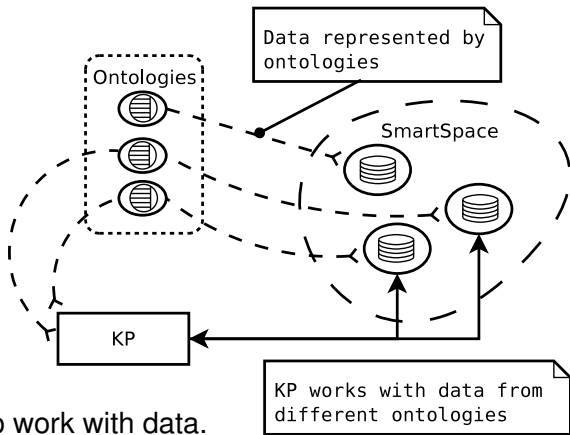 Data represented by
ontologies
Ontologies
SmartSpace
KP
KP works with data from
different ontologies
work with data.